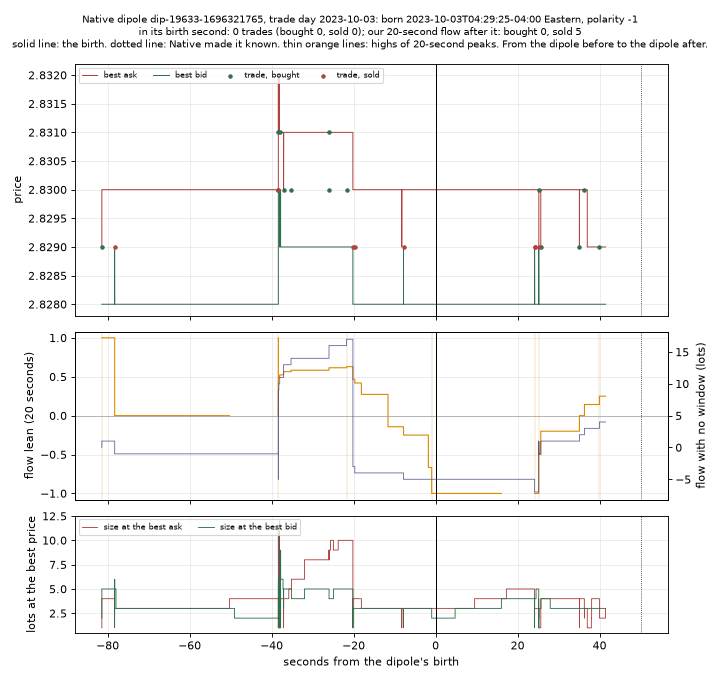 Native dipole dip-19633-1696321765, trade day 2023-10-03: born 2023-10-03T04:29:25-04:00 Eastern, polarity -1
in its birth second: 0 trades (bought 0, sold 0); our 20-second flow after it: bought 0, sold 5
solid line: the birth. dotted line: Native made it known. thin orange lines: highs of 20-second peaks. From the dipole before to the dipole after.
best ask best bid trade, bought trade, sold
2.8320
2.8315
2.8310
2.8305
2.8300
2.8295
2.8290
2.8285
2.8280
price
1.0
0.5
0.0
−0.5
−1.0
flow lean (20 seconds)
15
10
5
0
−5
flow with no window (lots)
size at the best ask size at the best bid
12.5
10.0
7.5
5.0
2.5
lots at the best price
−80 −60 −40 −20 0 20 40
seconds from the dipole's birth